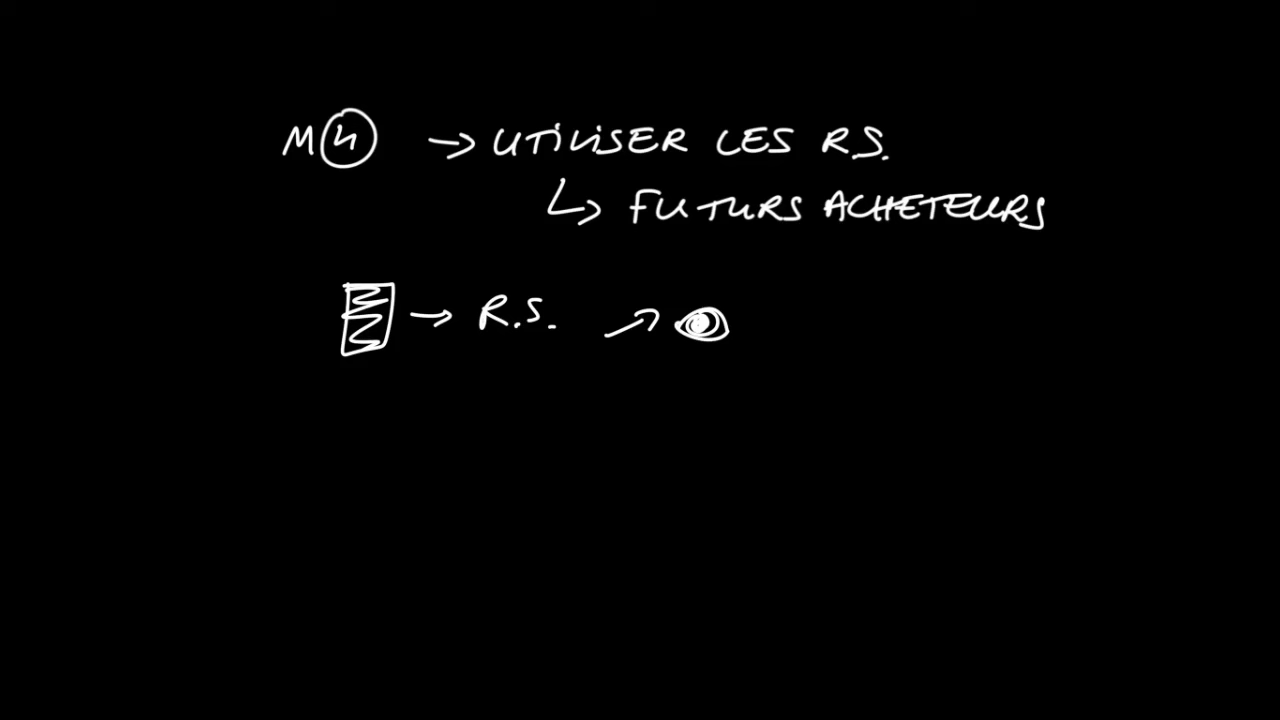 M4 → UTILISER LES R.S.
↳ FUTURS ACHETEURS
→ R.S. ↗